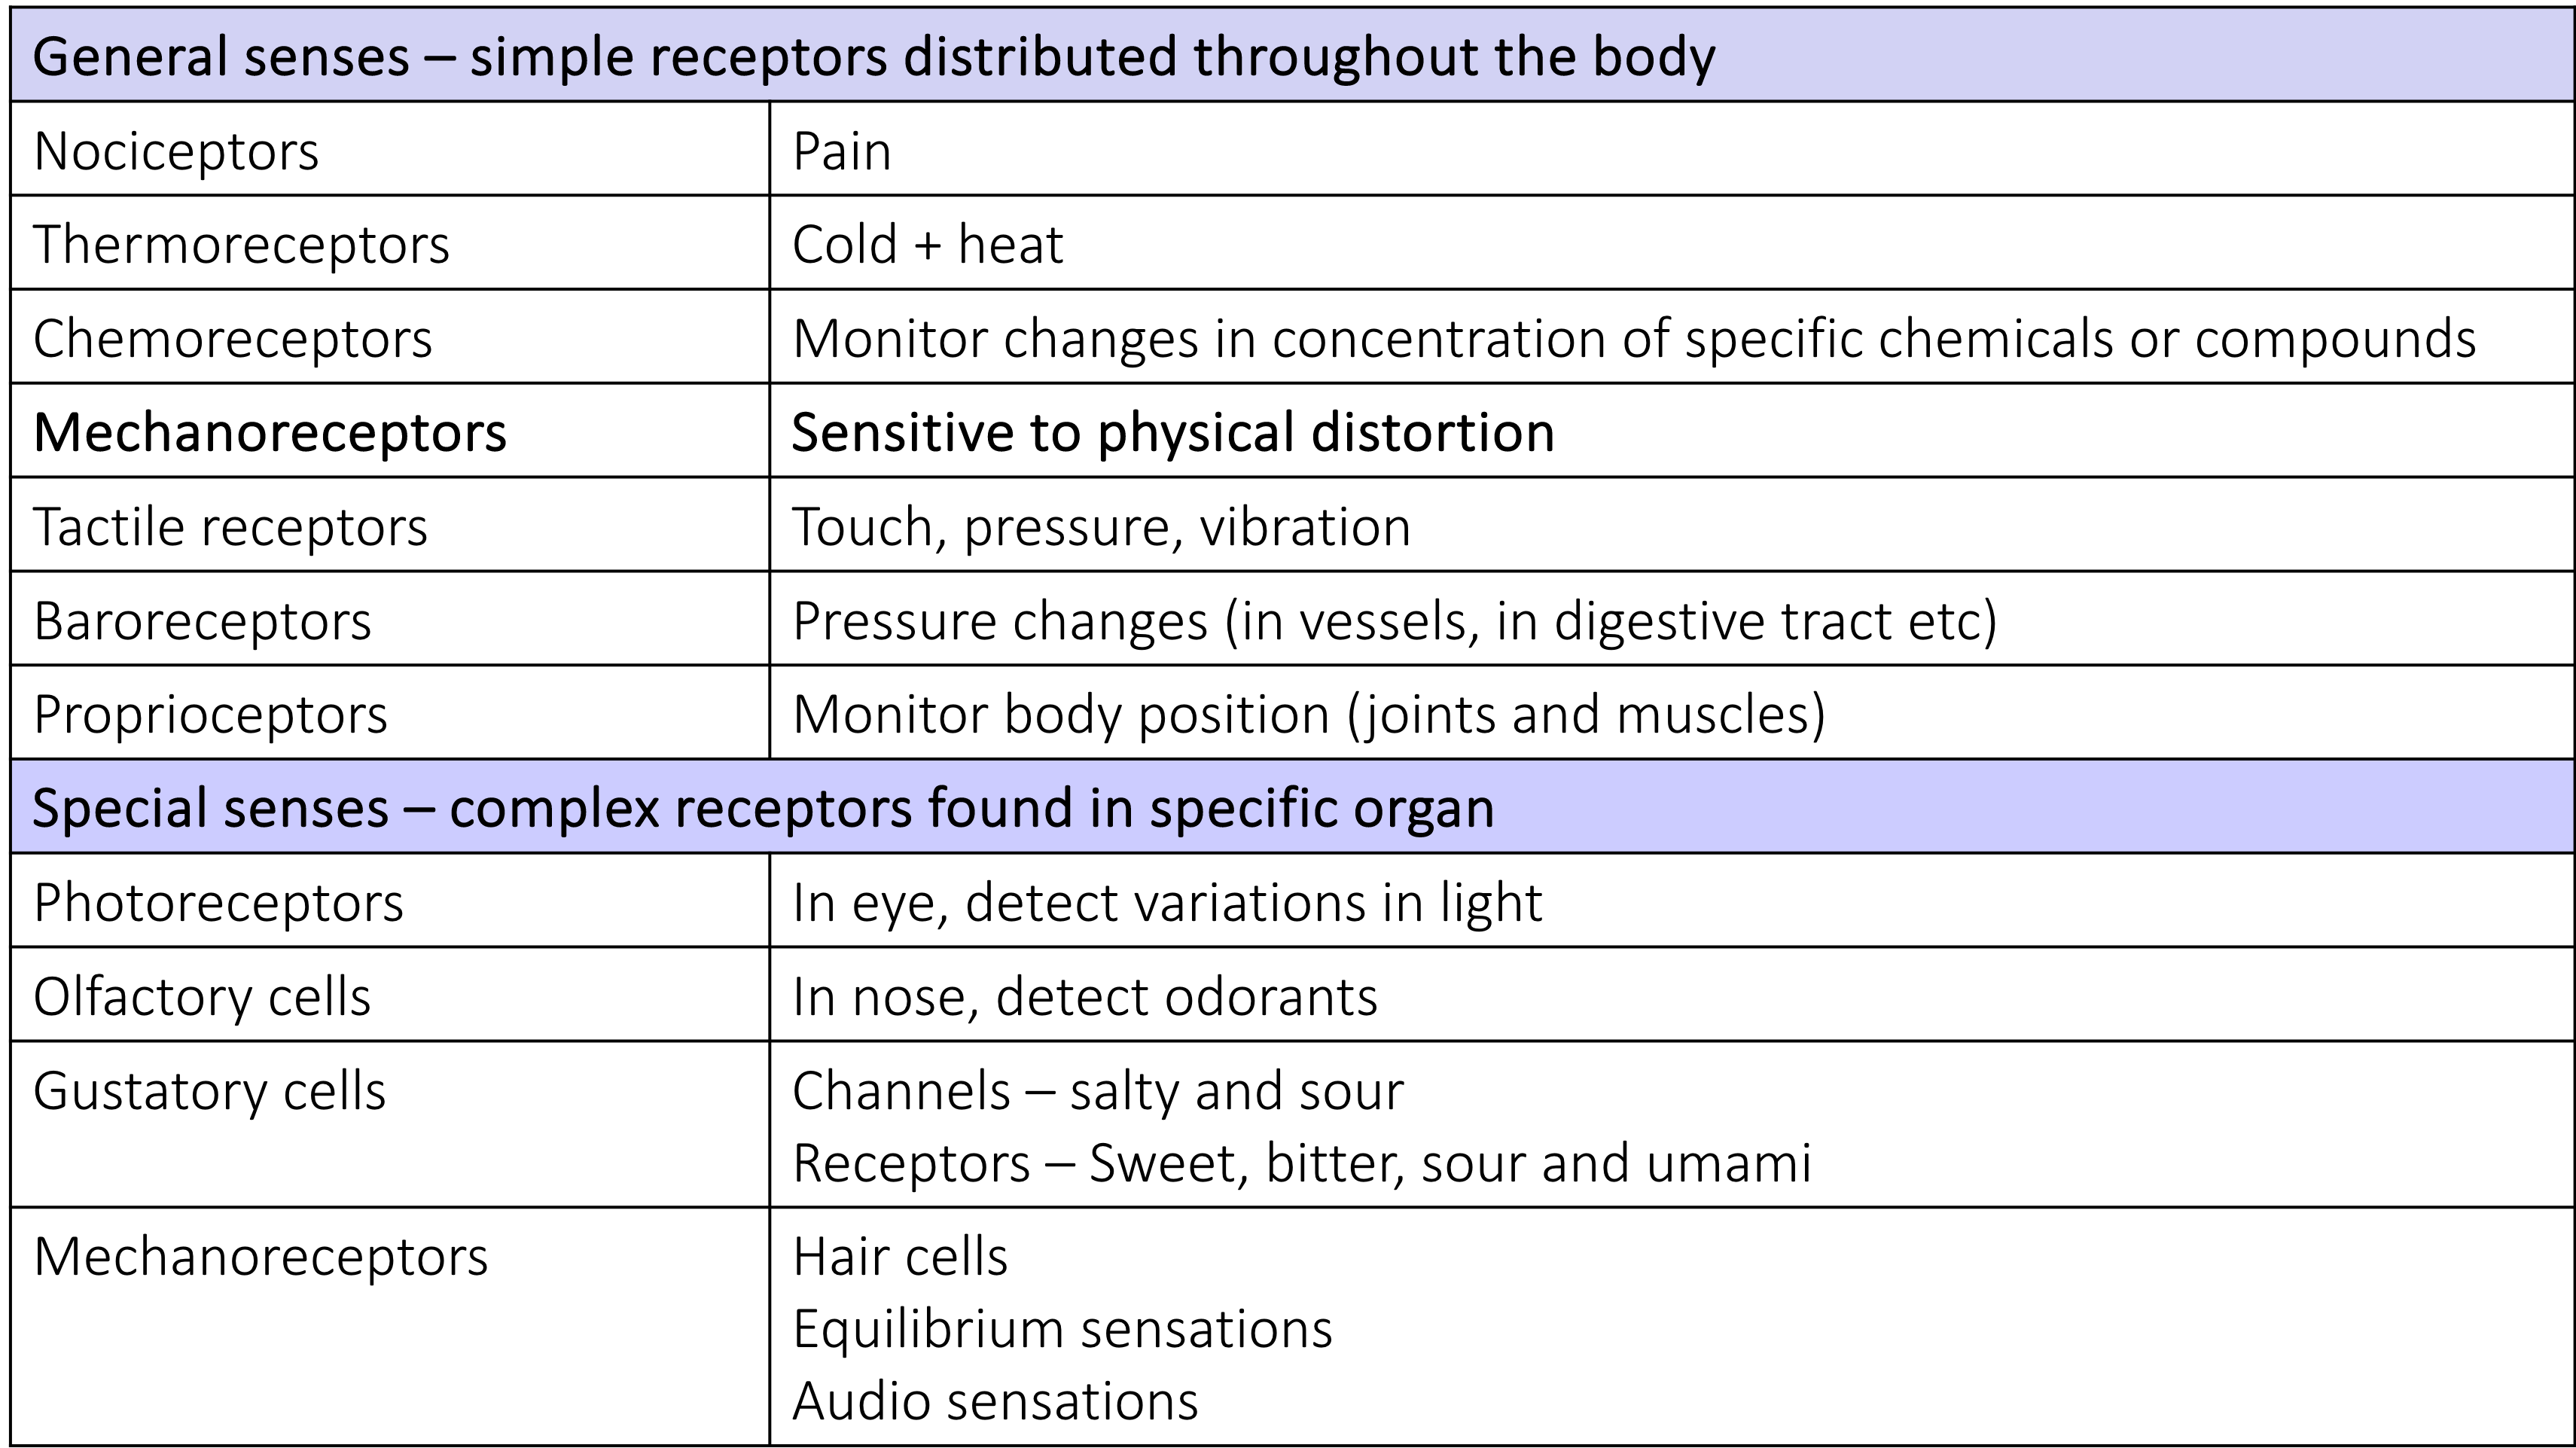 General senses – simple receptors distributed throughout the body
Nociceptors
Pain
Thermoreceptors
Cold + heat
Chemoreceptors
Monitor changes in concentration of specific chemicals or compounds
Mechanoreceptors
Sensitive to physical distortion
Tactile receptors
Touch, pressure, vibration
Baroreceptors
Pressure changes (in vessels, in digestive tract etc)
Proprioceptors
Monitor body position (joints and muscles)
Special senses – complex receptors found in specific organ
Photoreceptors
In eye, detect variations in light
Olfactory cells
In nose, detect odorants
Gustatory cells
Channels – salty and sour
Receptors – Sweet, bitter, sour and umami
Mechanoreceptors
Hair cells
Equilibrium sensations
Audio sensations